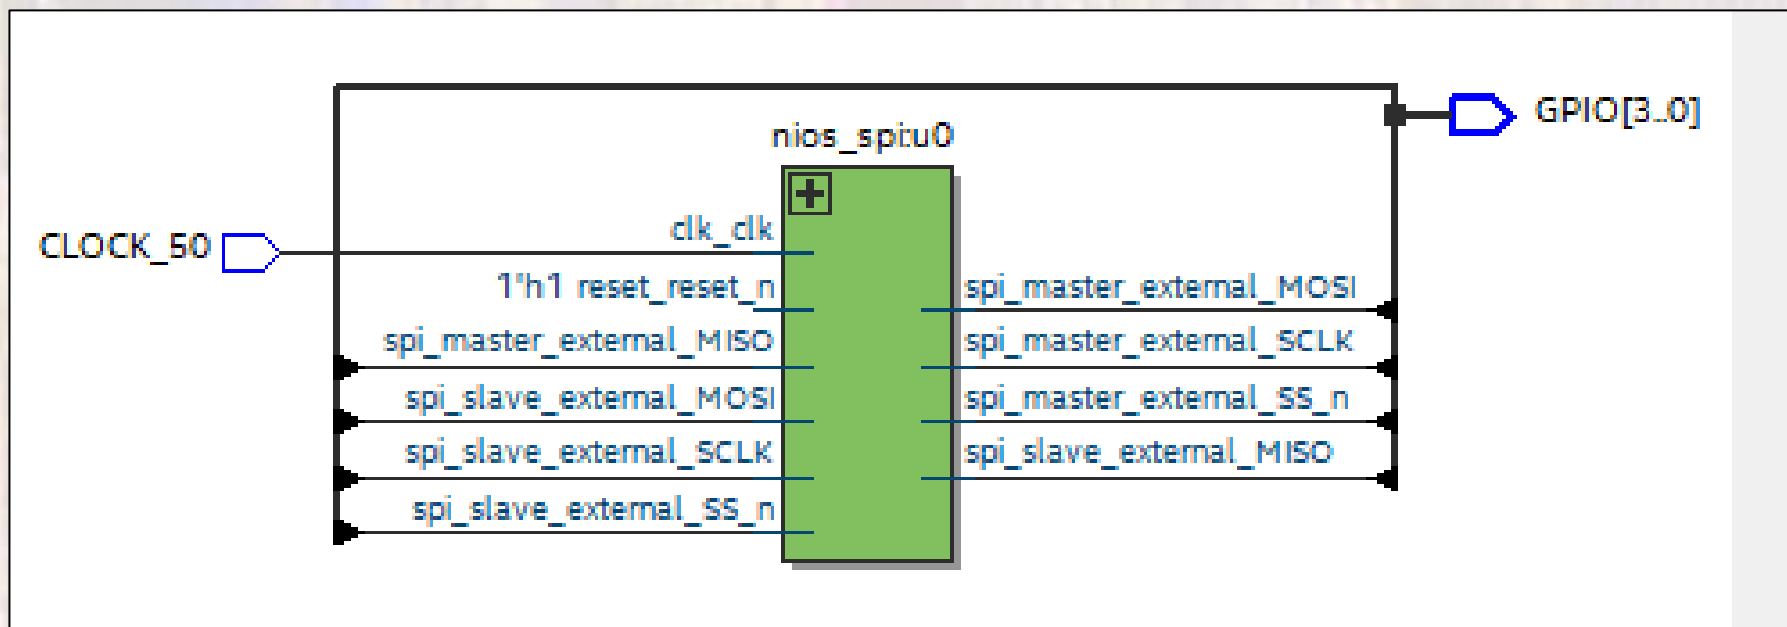 GPIO[3..0]
nios_spi:u0
CLOCK_50
clk_clk
1'h1 reset_reset_n
spi_master_external_MISO
spi_slave_external_MOSI
spi_slave_external_SCLK
spi_slave_external_SS_n
spi_master_external_MOSI
spi_master_external_SCLK
spi_master_external_SS_n
spi_slave_external_MISO